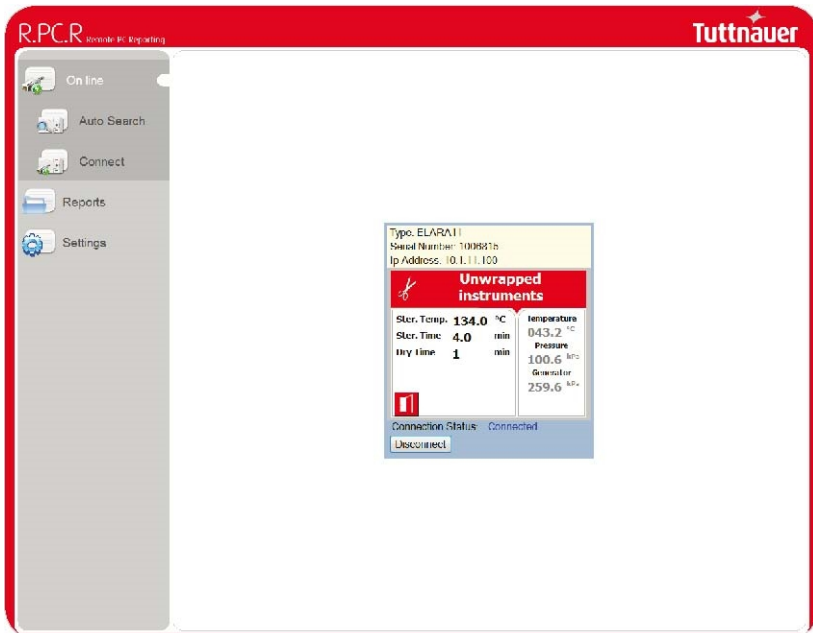 R.PC.R Remote PC Reporting
Tuttnauer
On line
Auto Search
Connect
Reports
Settings
Type: ELARA11
Serial Number: 1006815
Ip Address: 10.1.11.100
Unwrapped
instruments
Ster. Temp. 134.0 °C
Ster. Time 4.0 min
Dry Time 1 min
Temperature
043.2 °C
Pressure
100.6 kPa
Generator
259.6 kPa
Connection Status: Connected
Disconnect